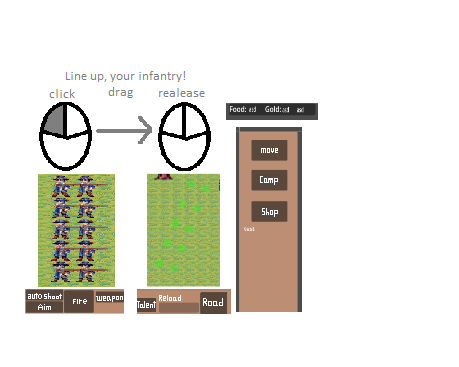 Line up, your infantry!
click
drag
realease
Food: asd Gold: asd asd
move
Camp
Shop
text
auto shoot
Aim
Fire
weapon
Talent
Reload
Road